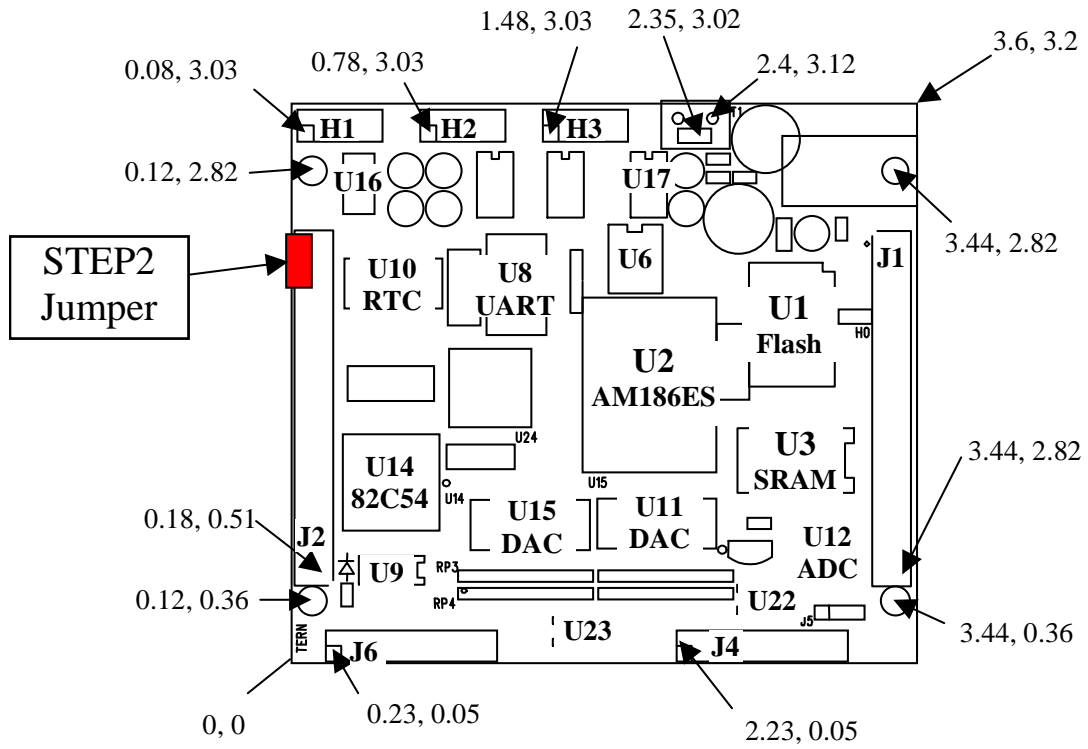 1.48, 3.03
2.35, 3.02
3.6, 3.2
0.08, 3.03
0.78, 3.03
2.4, 3.12
H1
H2
H3
T1
0.12, 2.82
U16
U17
3.44, 2.82
STEP2
Jumper
U10
RTC
U8
UART
U6
J1
U1
Flash
H0
U2
AM186ES
U24
U3
SRAM
3.44, 2.82
U14
82C54
U14
U15
0.18, 0.51
J2
U15
DAC
U11
DAC
U12
ADC
U9
RP3
RP4
0.12, 0.36
U22
J5
TERN
U23
3.44, 0.36
J6
J4
0, 0
0.23, 0.05
2.23, 0.05